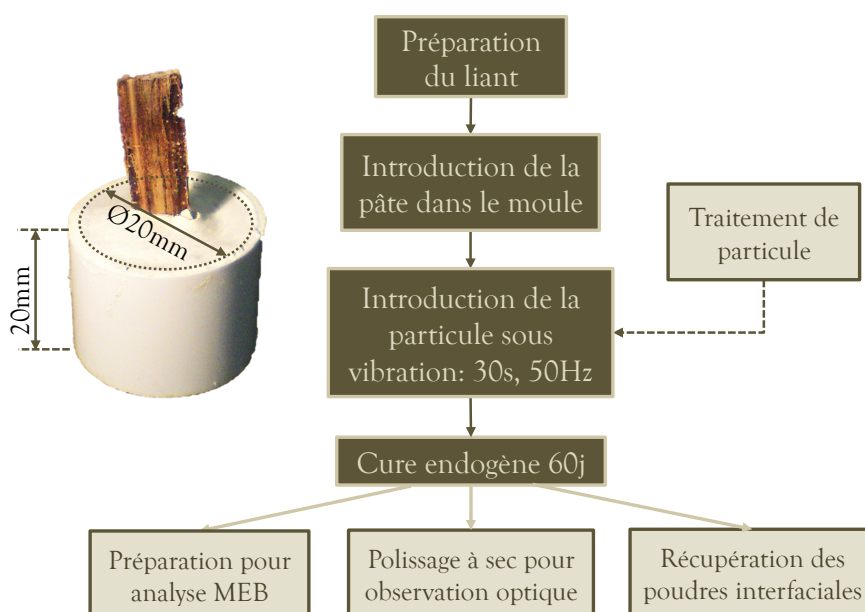 Préparation
du liant
Introduction de la
pâte dans le moule
Traitement de
particule
Introduction de la
particule sous
vibration: 30s, 50Hz
Ø20mm
20mm
Cure endogène 60j
Préparation pour
analyse MEB
Polissage à sec pour
observation optique
Récupération des
poudres interfaciales